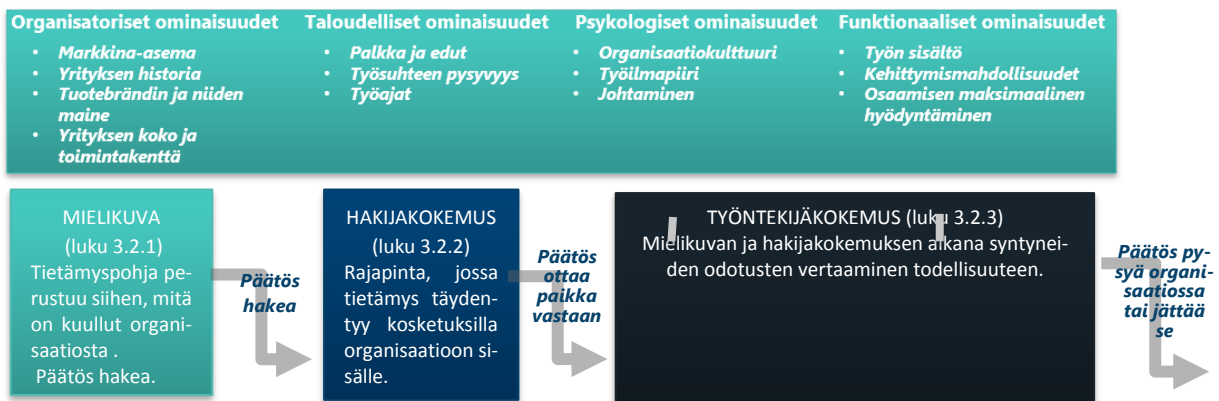 Organisatoriset ominaisuudet
• Markkina-asema
• Yrityksen historia
• Tuotebrändin ja niiden
maine
• Yrityksen koko ja
toimintakenttä
Taloudelliset ominaisuudet
• Palkka ja edut
• Työsuhteen pysyvyys
• Työajat
Psykologiset ominaisuudet
• Organisaatiokulttuuri
• Työilmapiiri
• Johtaminen
Funktionaaliset ominaisuudet
• Työn sisältö
• Kehittymismahdollisuudet
• Osaamisen maksimaalinen
hyödyntäminen
MIELIKUVA
(luku 3.2.1)
Tietämyspohja pe-
rustuu siihen, mitä
on kuullut organi-
saatiosta .
Päätös hakea.
Päätös
hakea
HAKIJAKOKEMUS
(luku 3.2.2)
Rajapinta, jossa
tietämys täyden-
tyy kosketuksilla
organisaatioon si-
sälle.
Päätös
ottaa
paikka
vastaan
TYÖNTEKIJÄKOKEMUS (luku 3.2.3)
Mielikuvan ja hakijakokemuksen aikana syntynei-
den odotusten vertaaminen todellisuuteen.
Päätös py-
syä organi-
saatiossa
tai jättää
se